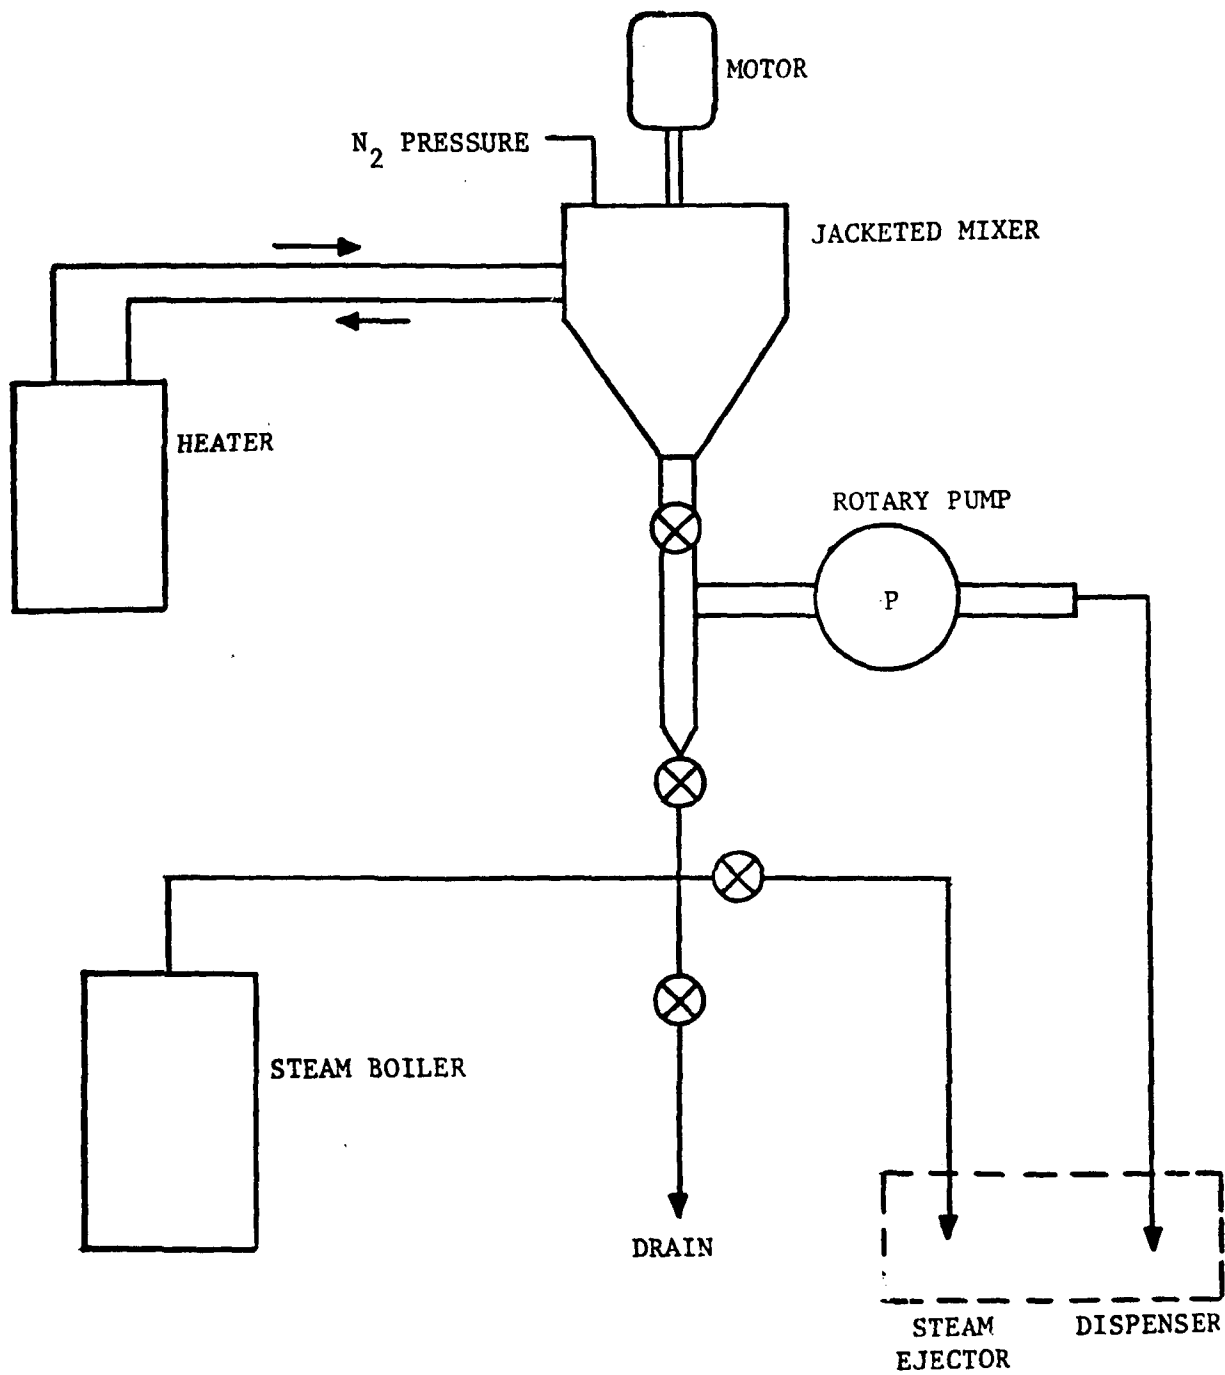 MOTOR
N2 PRESSURE
JACKETED MIXER
HEATER
ROTARY PUMP
P
STEAM BOILER
DRAIN
STEAM
EJECTOR
DISPENSER